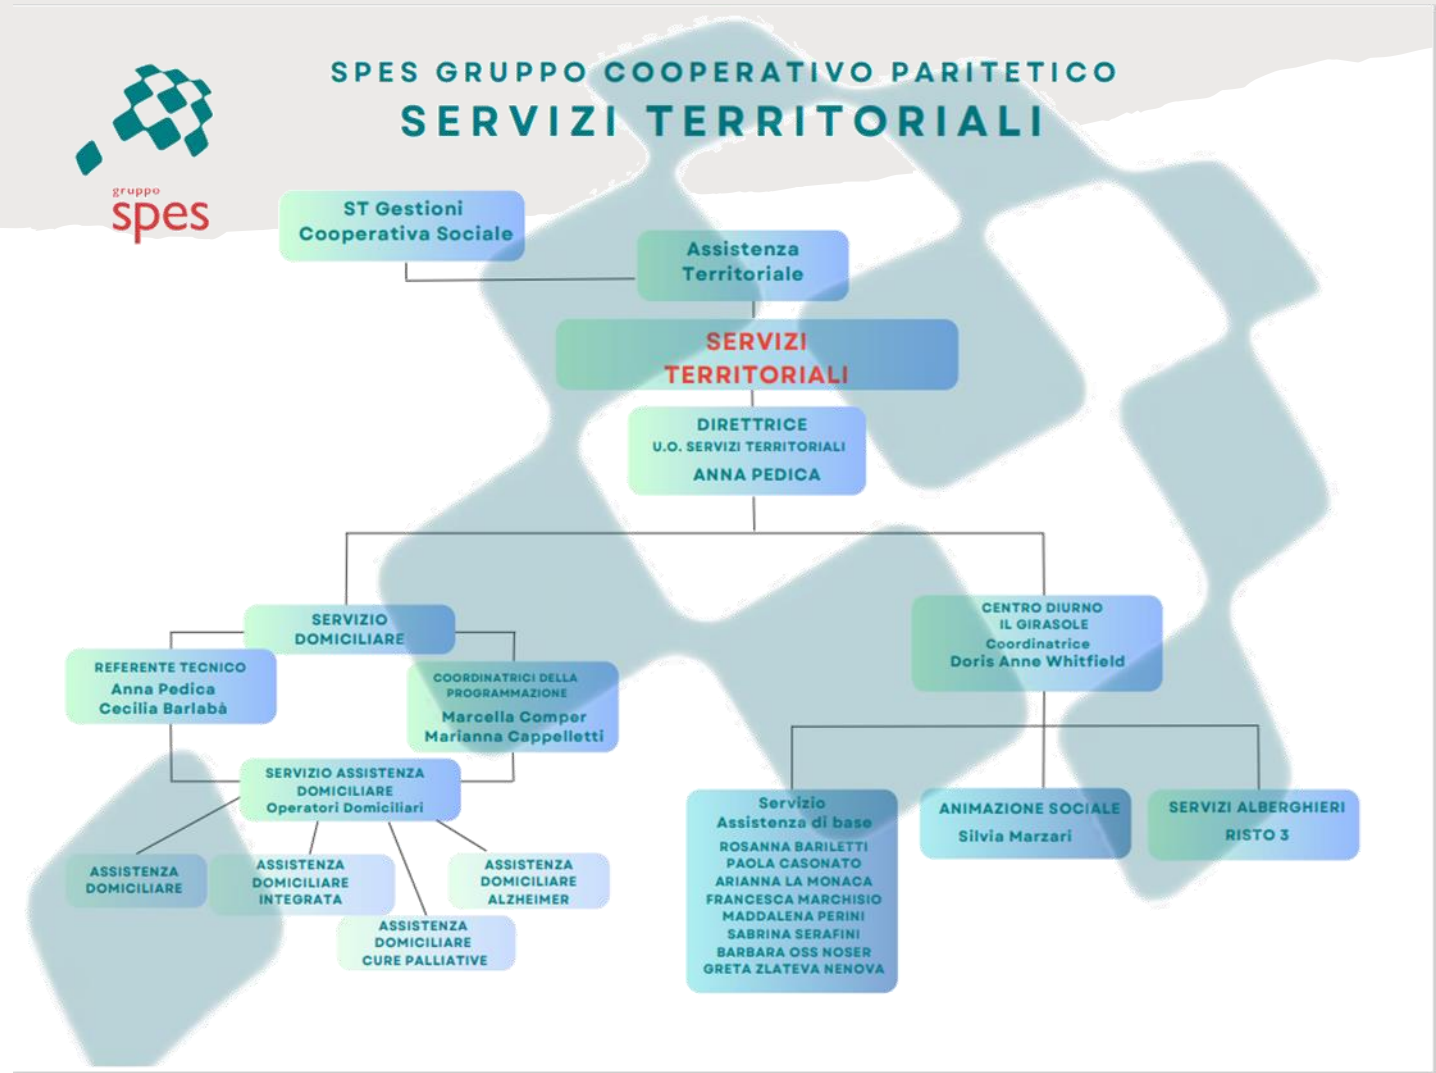 SPES GRUPPO COOPERATIVO PARITETICO
SERVIZI TERRITORIALI
gruppo
spes
ST Gestioni
Cooperativa Sociale
Assistenza
Territoriale
SERVIZI
TERRITORIALI
DIRETTRICE
U.O. SERVIZI TERRITORIALI
ANNA PEDICA
SERVIZIO
DOMICILIARE
REFERENTE TECNICO
Anna Pedica
Cecilia Barlabà
COORDINATRICI DELLA
PROGRAMMAZIONE
Marcella Comper
Marianna Cappelletti
SERVIZIO ASSISTENZA
DOMICILIARE
Operatori Domiciliari
ASSISTENZA
DOMICILIARE
ASSISTENZA
DOMICILIARE
INTEGRATA
ASSISTENZA
DOMICILIARE
CURE PALLIATIVE
ASSISTENZA
DOMICILIARE
ALZHEIMER
CENTRO DIURNO
IL GIRASOLE
Coordinatrice
Doris Anne Whitfield
Servizio
Assistenza di base
ROSANNA BARILETTI
PAOLA CASONATO
ARIANNA LA MONACA
FRANCESCA MARCHISIO
MADDALENA PERINI
SABRINA SERAFINI
BARBARA OSS NOSER
GRETA ZLATEVA NENOVA
ANIMAZIONE SOCIALE
Silvia Marzari
SERVIZI ALBERGHIERI
RISTO 3